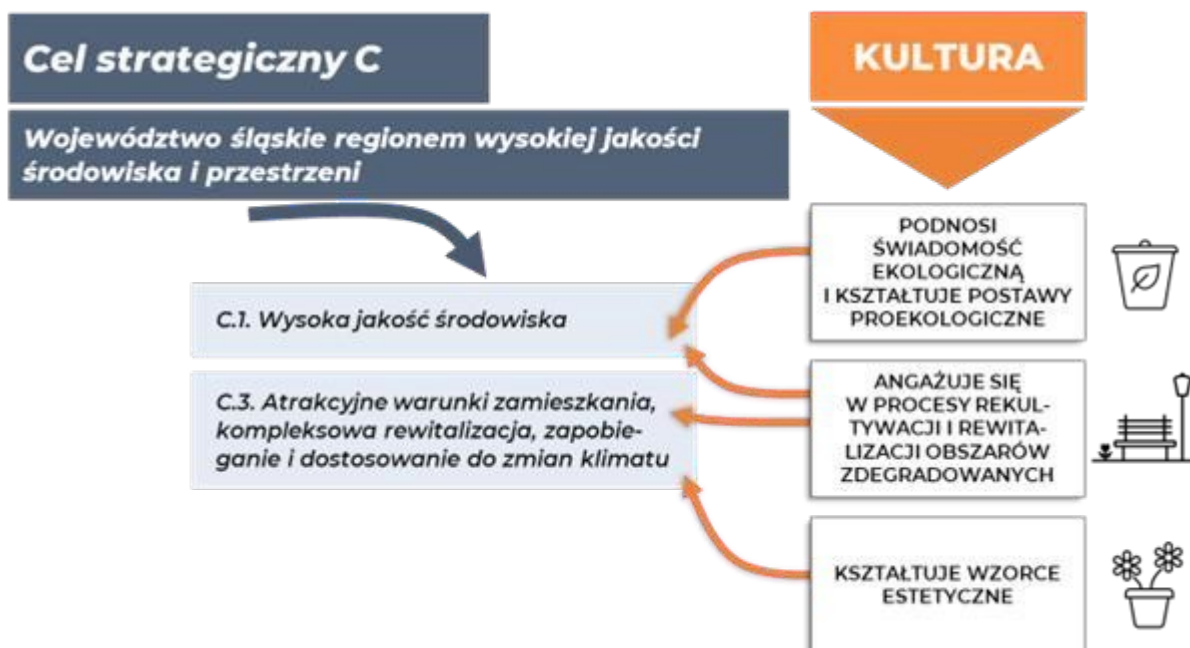 Cel strategiczny C
Województwo śląskie regionem wysokiej jakości
środowiska i przestrzeni
C.1. Wysoka jakość środowiska
C.3. Atrakcyjne warunki zamieszkania,
kompleksowa rewitalizacja, zapobie-
ganie i dostosowanie do zmian klimatu
KULTURA
PODNOSI
ŚWIADOMOŚĆ
EKOLOGICZNĄ
I KSZTAŁTUJE POSTAWY
PROEKOLOGICZNE
ANGAŻUJE SIĘ
W PROCESY REKUL-
TYWACJI I REWITA-
LIZACJI OBSZARÓW
ZDEGRADOWANYCH
KSZTAŁTUJE WZORCE
ESTETYCZNE